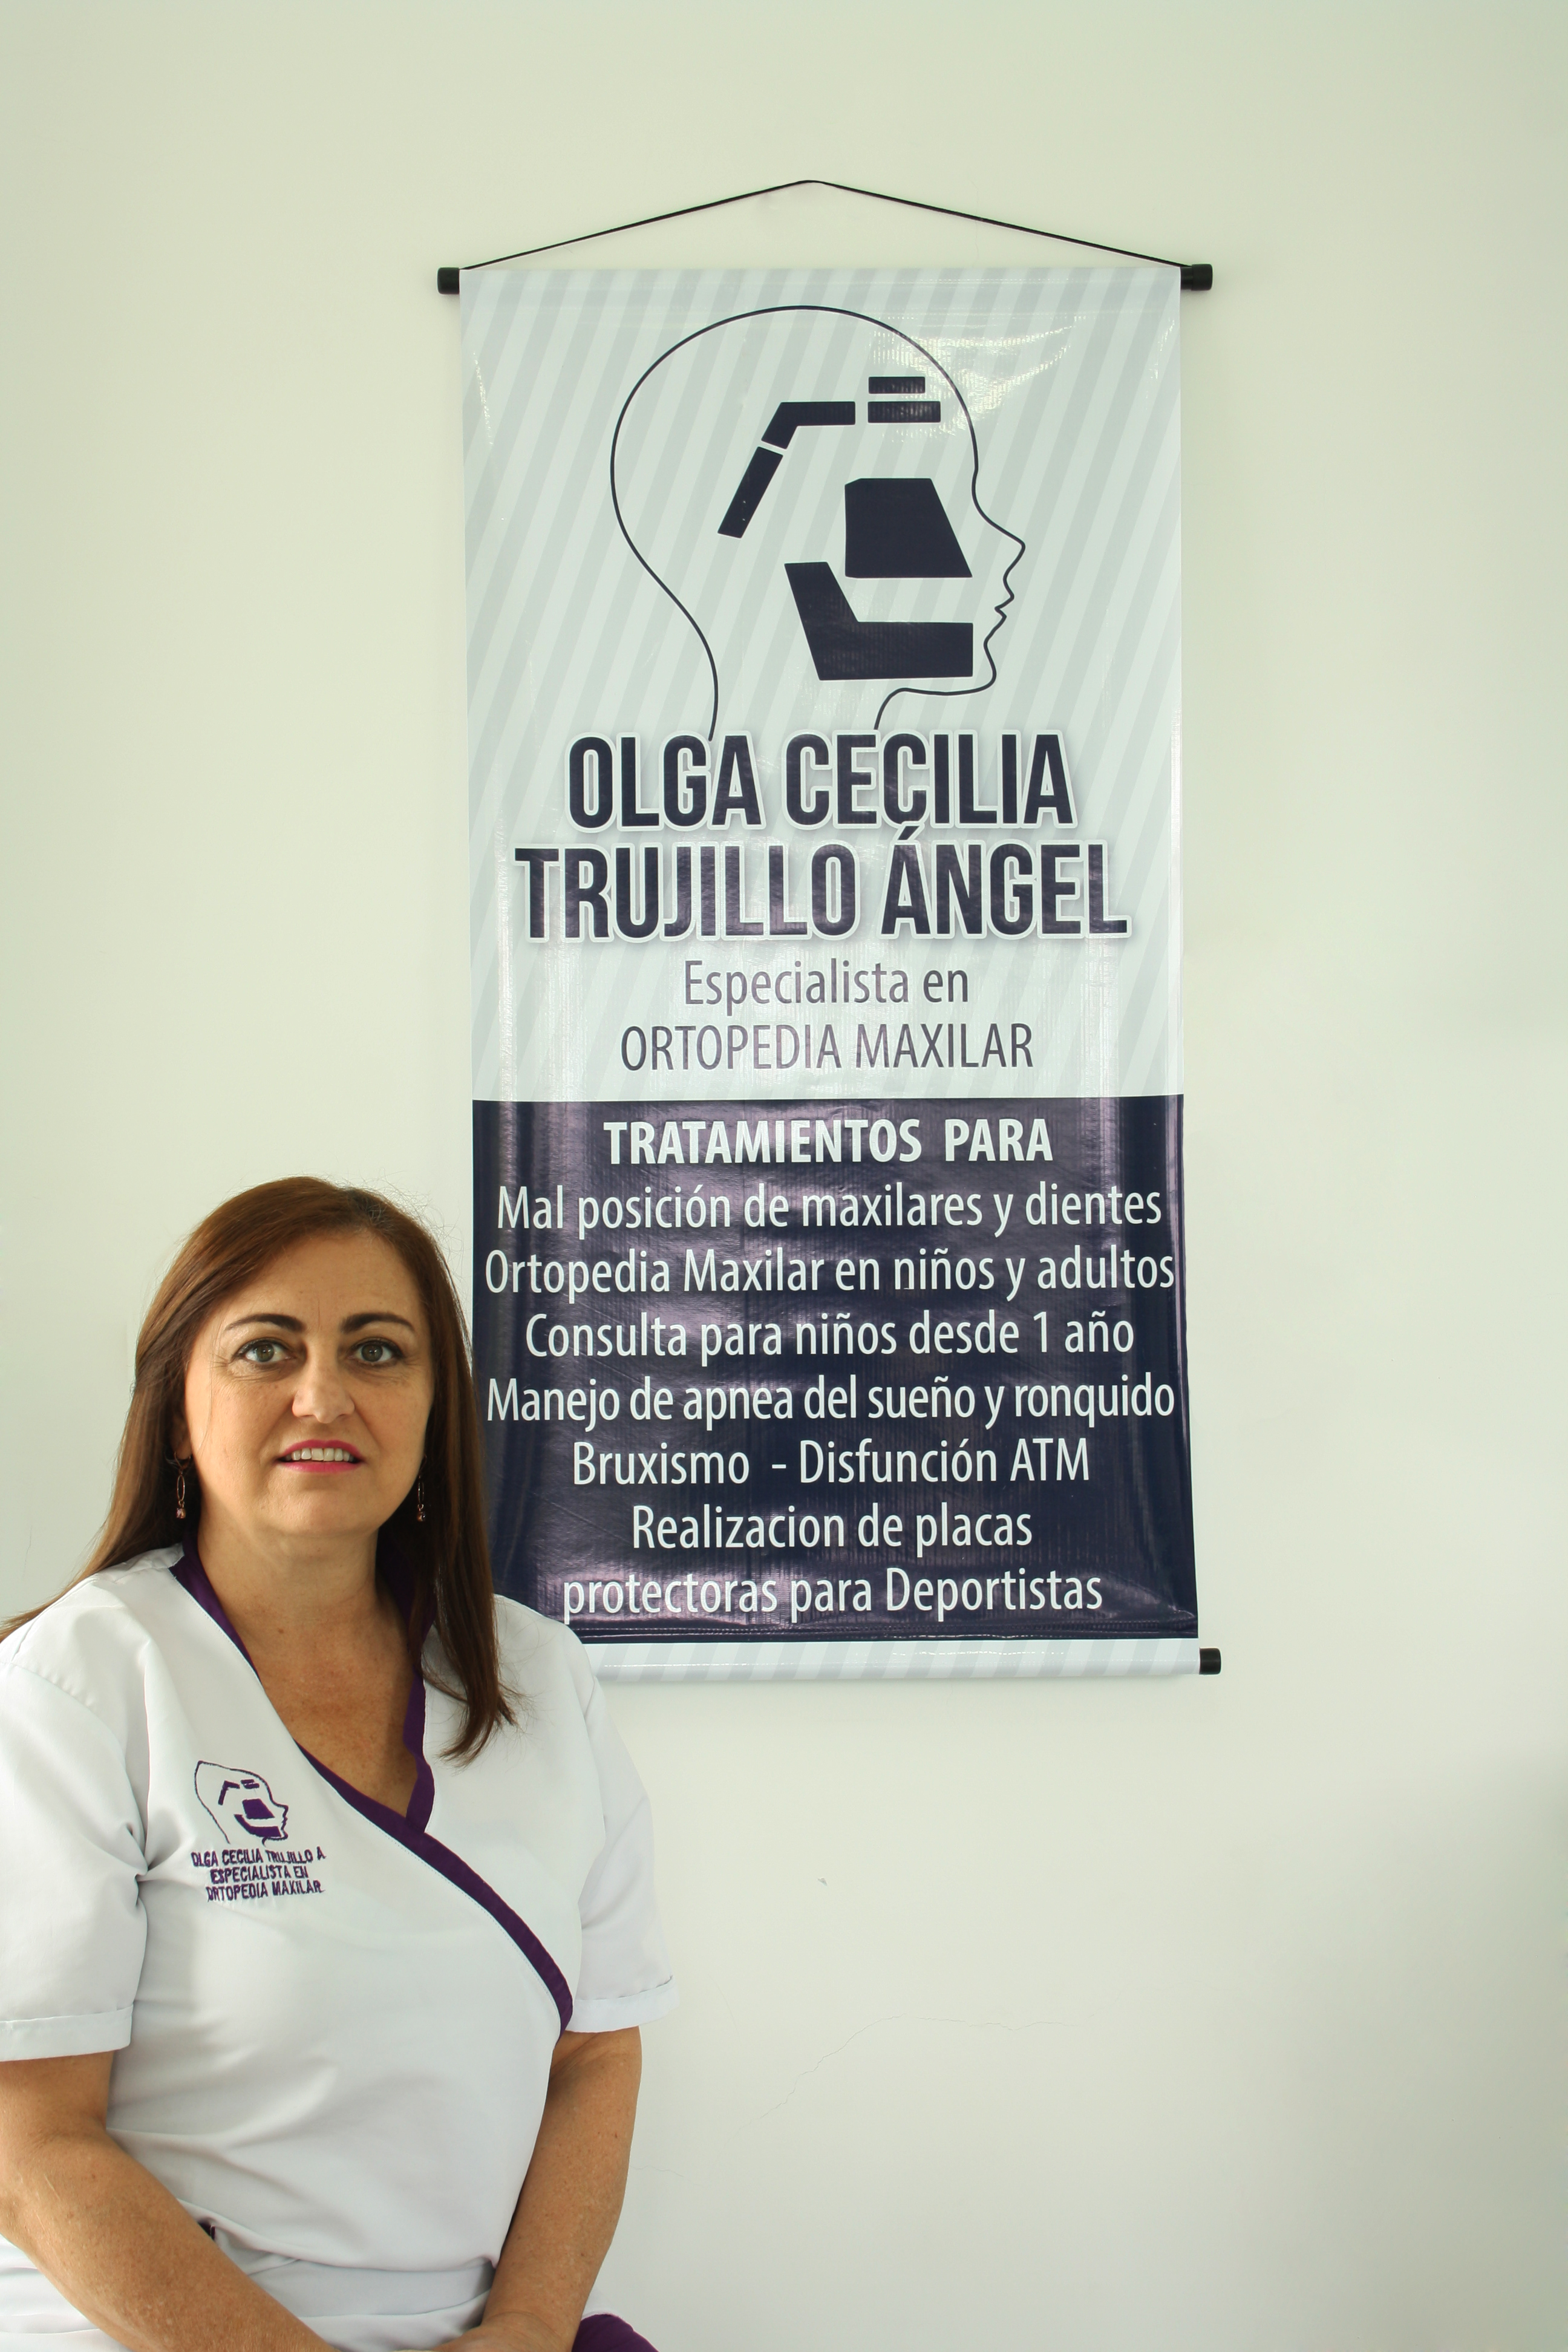 OLGA CECILIA
TRUJILLO ÁNGEL
Especialista en
ORTOPEDIA MAXILAR
TRATAMIENTOS PARA
Mal posición de maxilares y dientes
Ortopedia Maxilar en niños y adultos
Consulta para niños desde 1 año
Manejo de apnea del sueño y ronquido
Bruxismo - Disfunción ATM
Realizacion de placas
protectoras para Deportistas
OLGA CECILIA TRUJILLO A
ESPECIALISTA EN
ORTOPEDIA MAXILAR